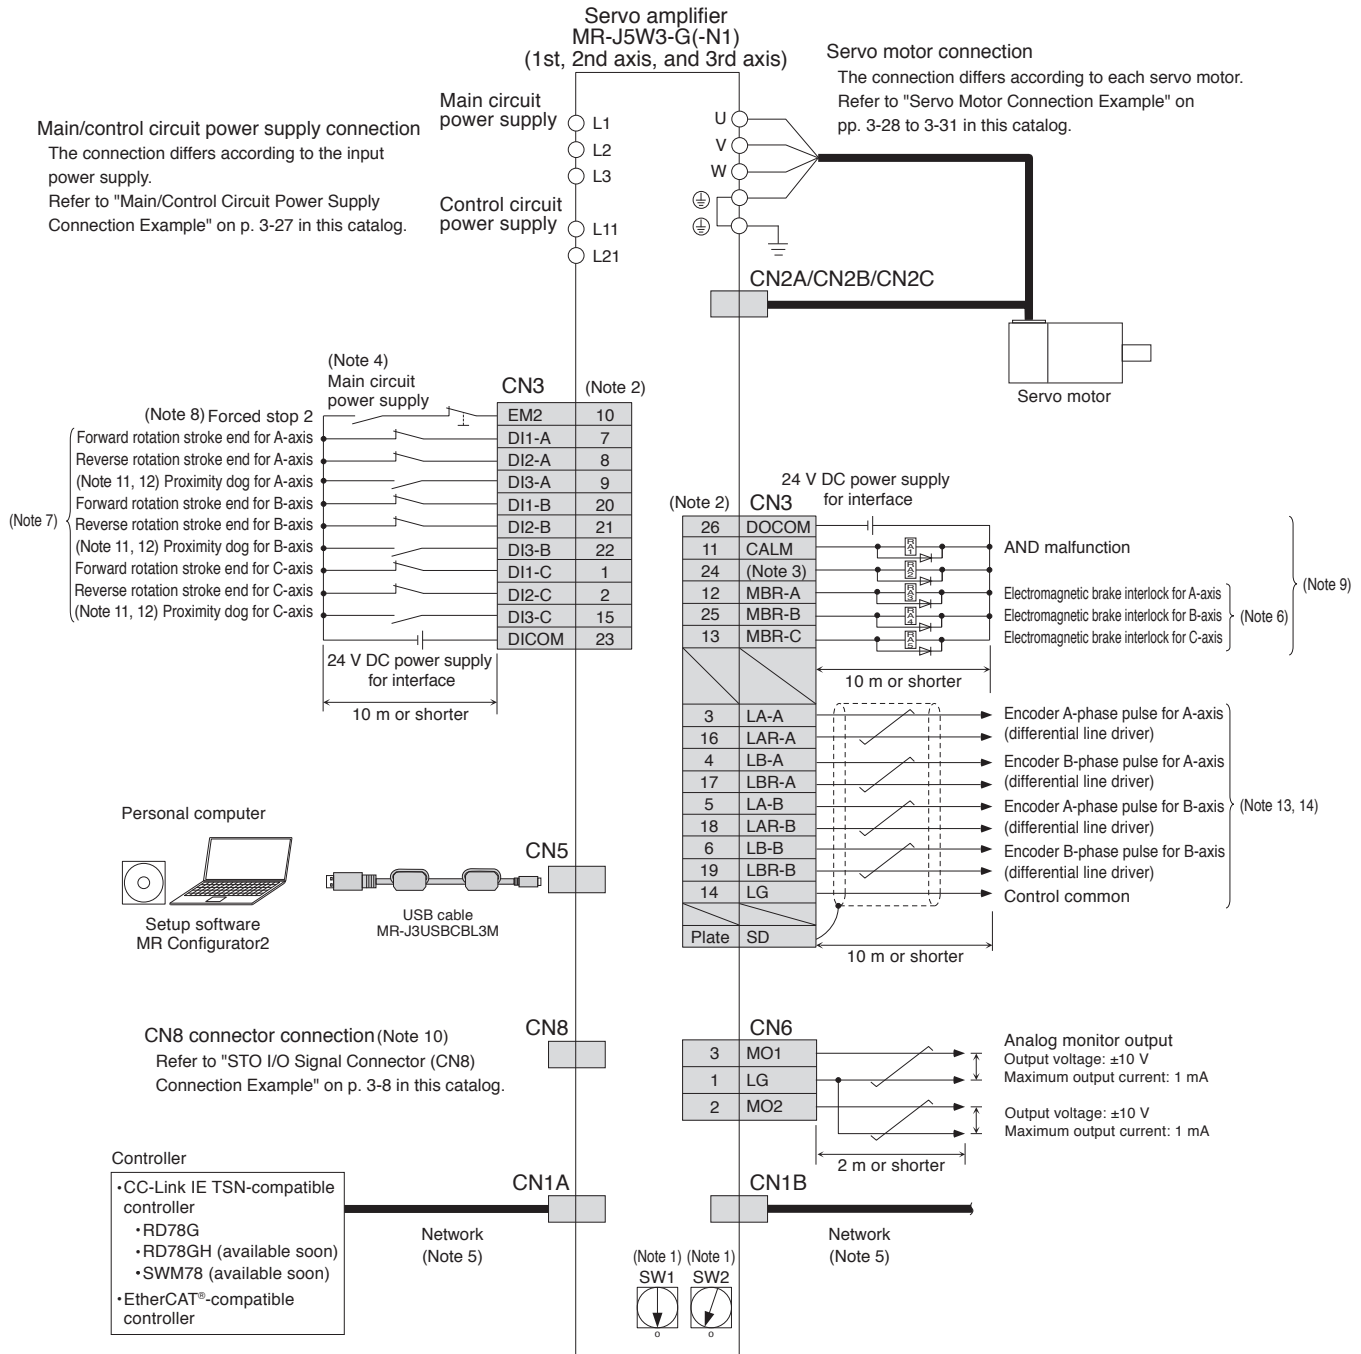 Servo amplifier
MR-J5W3-G(-N1)
(1st, 2nd axis, and 3rd axis)
Main/control circuit power supply connection
The connection differs according to the input
power supply.
Refer to "Main/Control Circuit Power Supply
Connection Example" on p. 3-27 in this catalog.
Main circuit
power supply
L1
L2
L3
Control circuit
power supply
L11
L21
Servo motor connection
The connection differs according to each servo motor.
Refer to "Servo Motor Connection Example" on
pp. 3-28 to 3-31 in this catalog.
U
V
W
CN2A/CN2B/CN2C
Servo motor
(Note 4)
Main circuit
power supply
CN3 (Note 2)
(Note 8) Forced stop 2 EM2 10
Forward rotation stroke end for A-axis DI1-A 7
Reverse rotation stroke end for A-axis DI2-A 8
(Note 11, 12) Proximity dog for A-axis DI3-A 9
Forward rotation stroke end for B-axis DI1-B 20
(Note 7) Reverse rotation stroke end for B-axis DI2-B 21
(Note 11, 12) Proximity dog for B-axis DI3-B 22
Forward rotation stroke end for C-axis DI1-C 1
Reverse rotation stroke end for C-axis DI2-C 2
(Note 11, 12) Proximity dog for C-axis DI3-C 15
DICOM 23
24 V DC power supply
for interface
10 m or shorter
24 V DC power supply
for interface
(Note 2) CN3
26 DOCOM
11 CALM RA1 AND malfunction
24 (Note 3) RA2
12 MBR-A RA3 Electromagnetic brake interlock for A-axis
25 MBR-B RA4 Electromagnetic brake interlock for B-axis (Note 6)
13 MBR-C RA5 Electromagnetic brake interlock for C-axis
(Note 9)
10 m or shorter
3 LA-A Encoder A-phase pulse for A-axis
16 LAR-A (differential line driver)
4 LB-A Encoder B-phase pulse for A-axis
17 LBR-A (differential line driver)
5 LA-B Encoder A-phase pulse for B-axis (Note 13, 14)
18 LAR-B (differential line driver)
6 LB-B Encoder B-phase pulse for B-axis
19 LBR-B (differential line driver)
14 LG Control common
Plate SD
10 m or shorter
Personal computer
Setup software
MR Configurator2
USB cable
MR-J3USBCBL3M
CN5
CN8 connector connection(Note 10)
Refer to "STO I/O Signal Connector (CN8)
Connection Example" on p. 3-8 in this catalog.
CN8
CN6
3 MO1
1 LG
2 MO2
Analog monitor output
Output voltage: ±10 V
Maximum output current: 1 mA
Output voltage: ±10 V
Maximum output current: 1 mA
2 m or shorter
Controller
•CC-Link IE TSN-compatible
controller
•RD78G
•RD78GH (available soon)
•SWM78 (available soon)
•EtherCAT®-compatible
controller
CN1A
Network
(Note 5)
CN1B
Network
(Note 5)
(Note 1) (Note 1)
SW1 SW2
0 0